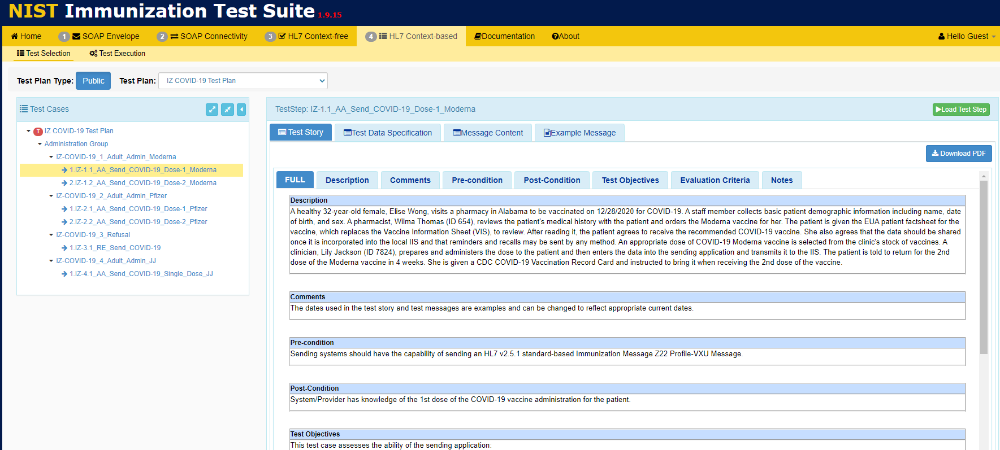 NIST Immunization Test Suite 1.9.15
Home
1 SOAP Envelope
2 SOAP Connectivity
3 HL7 Context-free
4 HL7 Context-based
Documentation
About
Hello Guest
Test Selection
Test Execution
Test Plan Type: Public Test Plan: IZ COVID-19 Test Plan
Test Cases
T IZ COVID-19 Test Plan
Administration Group
IZ-COVID-19_1_Adult_Admin_Moderna
1.IZ-1.1_AA_Send_COVID-19_Dose-1_Moderna
2.IZ-1.2_AA_Send_COVID-19_Dose-2_Moderna
IZ-COVID-19_2_Adult_Admin_Pfizer
1.IZ-2.1_AA_Send_COVID-19_Dose-1_Pfizer
2.IZ-2.2_AA_Send_COVID-19_Dose-2_Pfizer
IZ-COVID-19_3_Refusal
1.IZ-3.1_RE_Send_COVID-19
IZ-COVID-19_4_Adult_Admin_JJ
1.IZ-4.1_AA_Send_COVID-19_Single_Dose_JJ
TestStep: IZ-1.1_AA_Send_COVID-19_Dose-1_Moderna
Load Test Step
Test Story
Test Data Specification
Message Content
Example Message
Download PDF
FULL
Description
Comments
Pre-condition
Post-Condition
Test Objectives
Evaluation Criteria
Notes
Description
A healthy 32-year-old female, Elise Wong, visits a pharmacy in Alabama to be vaccinated on 12/28/2020 for COVID-19. A staff member collects basic patient demographic information including name, date
of birth, and sex. A pharmacist, Wilma Thomas (ID 654), reviews the patient's medical history with the patient and orders the Moderna vaccine for her. The patient is given the EUA patient factsheet for the
vaccine, which replaces the Vaccine Information Sheet (VIS), to review. After reading it, the patient agrees to receive the recommended COVID-19 vaccine. She also agrees that the data should be shared
once it is incorporated into the local IIS and that reminders and recalls may be sent by any method. An appropriate dose of COVID-19 Moderna vaccine is selected from the clinic's stock of vaccines. A
clinician, Lily Jackson (ID 7824), prepares and administers the dose to the patient and then enters the data into the sending application and transmits it to the IIS. The patient is told to return for the 2nd
dose of the Moderna vaccine in 4 weeks. She is given a CDC COVID-19 Vaccination Record Card and instructed to bring it when receiving the 2nd dose of the vaccine.
Comments
The dates used in the test story and test messages are examples and can be changed to reflect appropriate current dates.
Pre-condition
Sending systems should have the capability of sending an HL7 v2.5.1 standard-based Immunization Message Z22 Profile-VXU Message.
Post-Condition
System/Provider has knowledge of the 1st dose of the COVID-19 vaccine administration for the patient.
Test Objectives
This test case assesses the ability of the sending application: